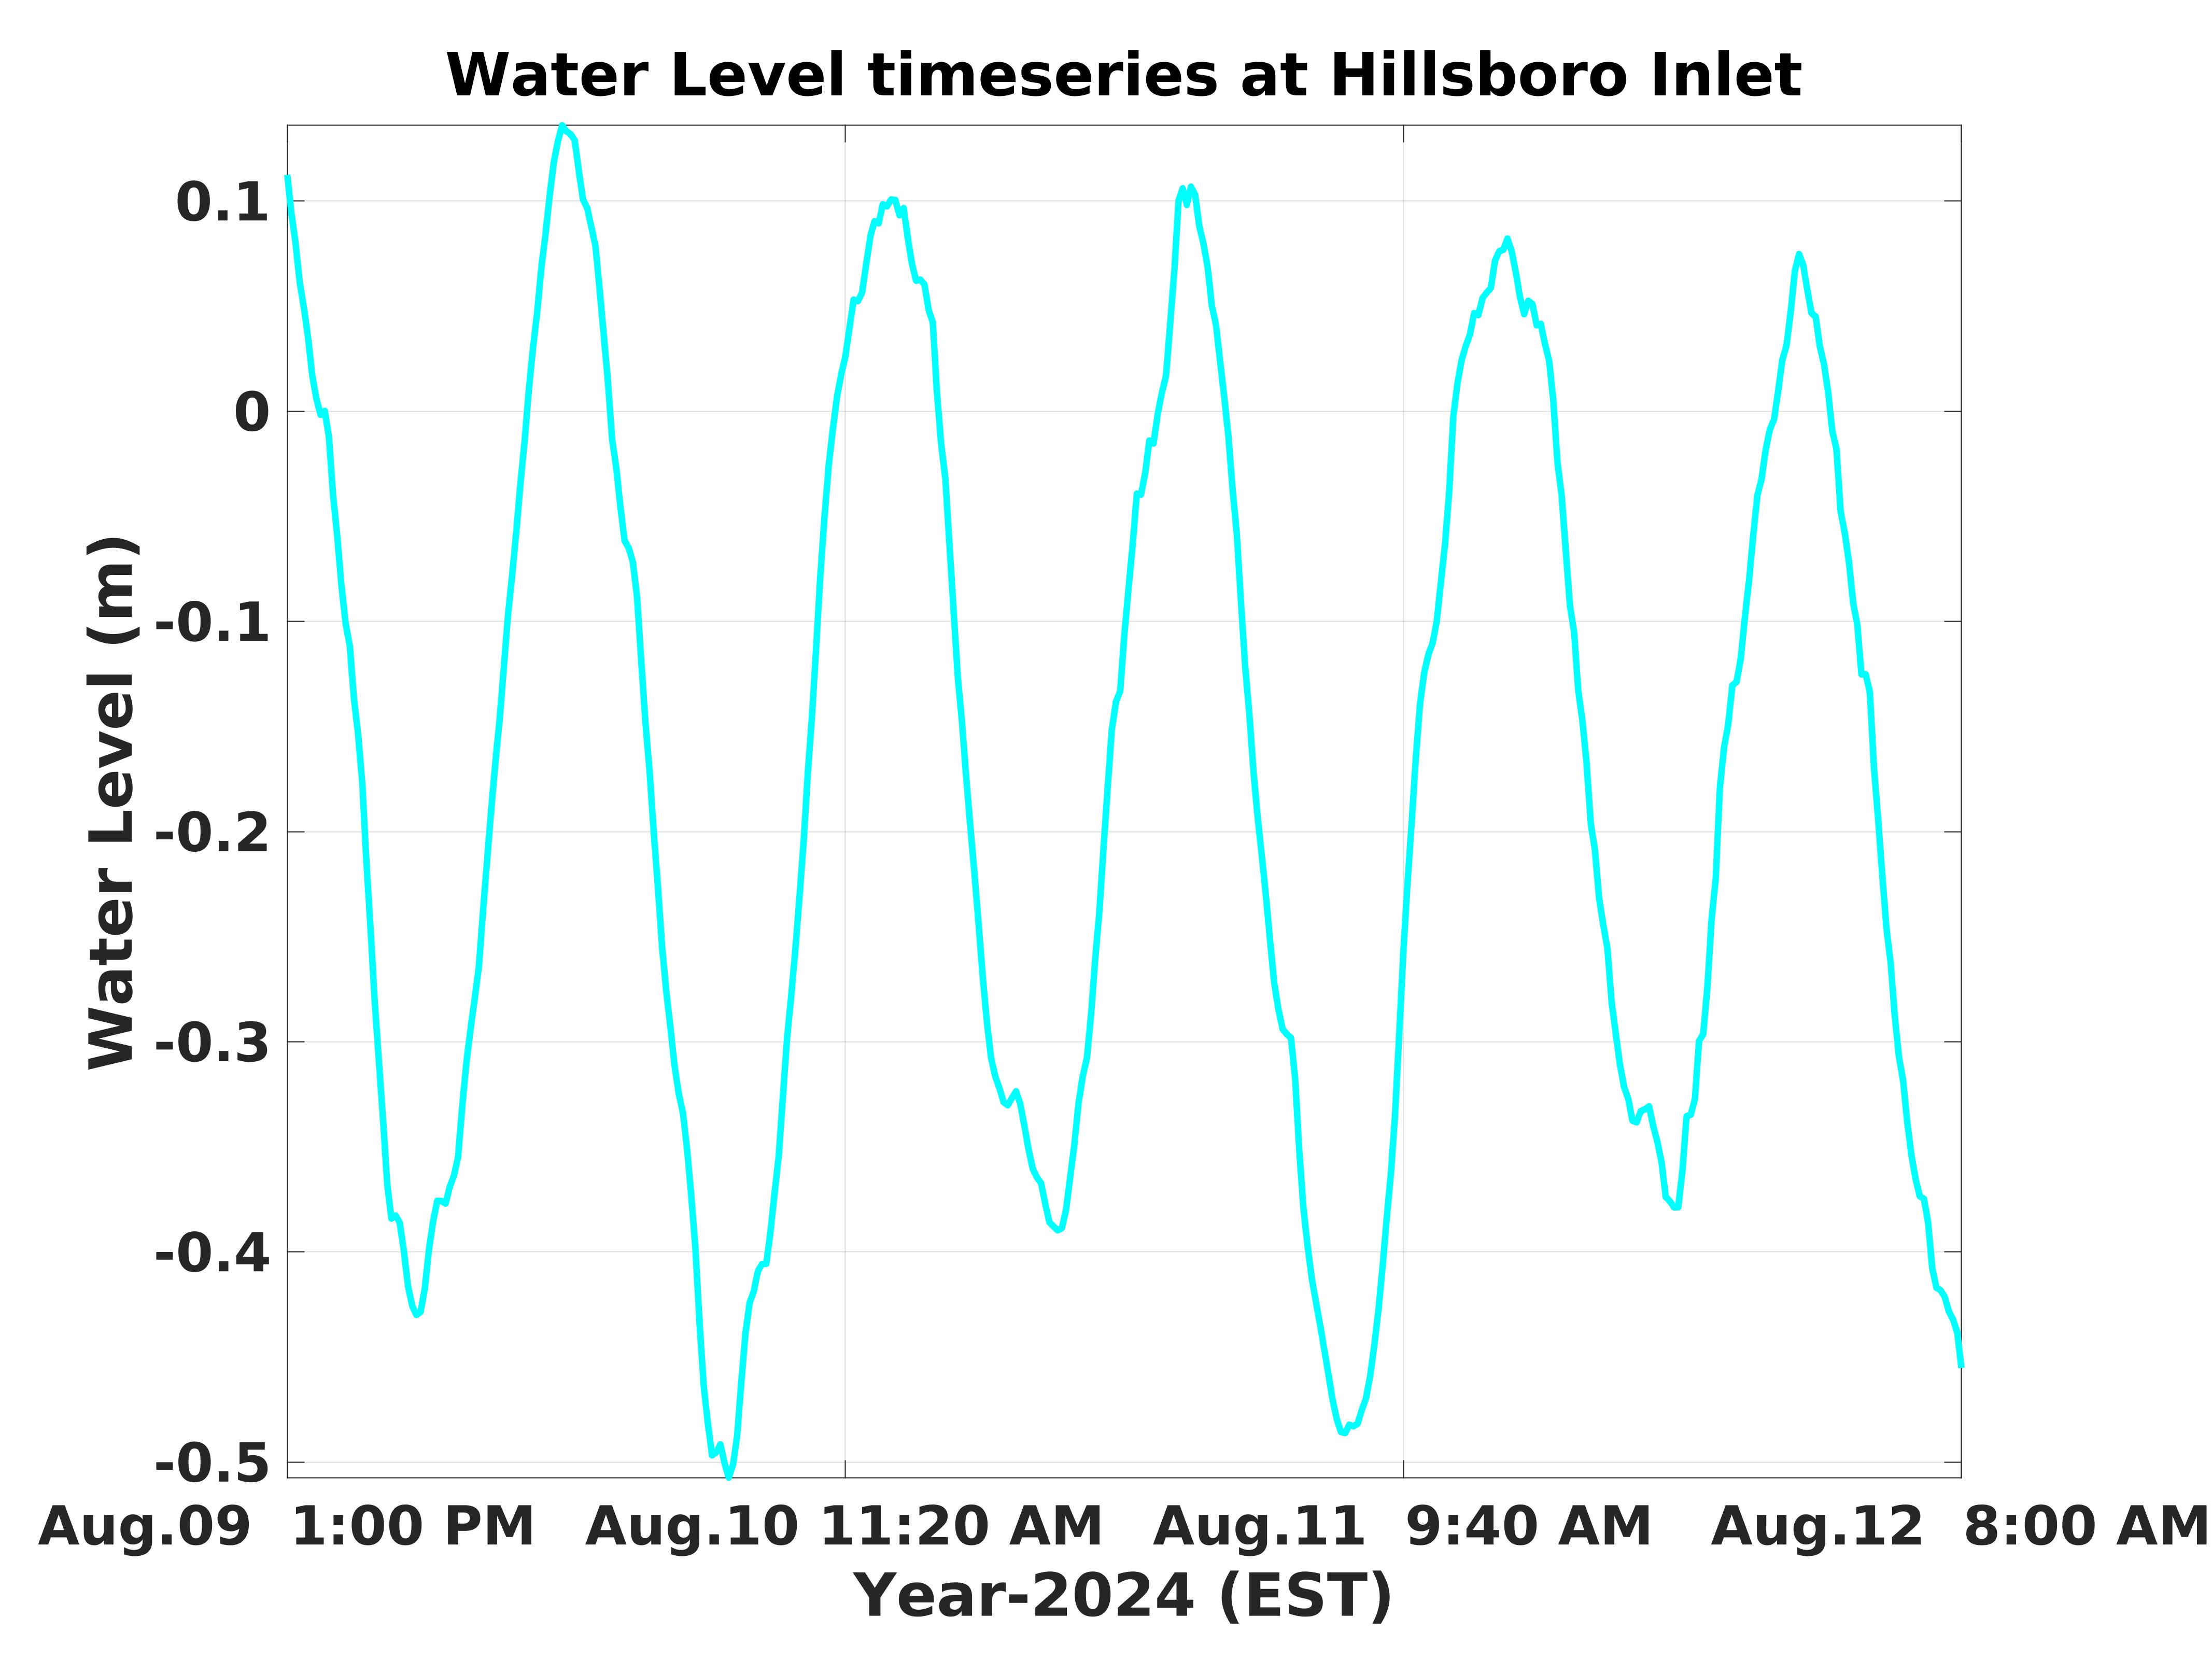 Water Level timeseries at Hillsboro Inlet
Water Level (m)
0.1
0
-0.1
-0.2
-0.3
-0.4
-0.5
Aug.09 1:00 PM Aug.10 11:20 AM Aug.11 9:40 AM Aug.12 8:00 AM
Year-2024 (EST)